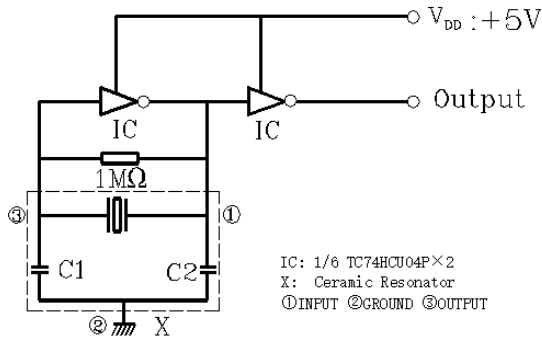 VDD:+5V
Output
IC
IC
1MΩ
③
①
C1
C2
②
X
IC: 1/6 TC74HCU04P×2
X: Ceramic Resonator
①INPUT ②GROUND ③OUTPUT